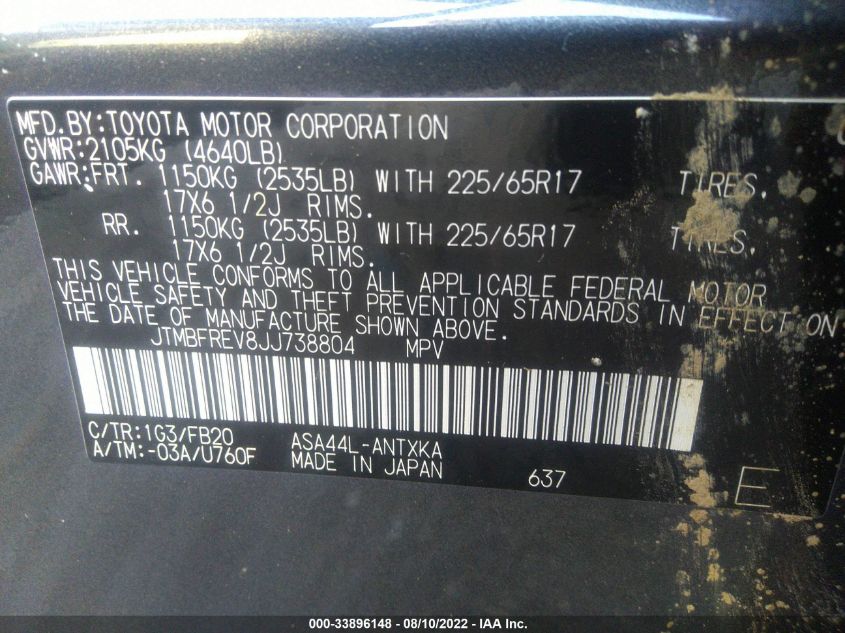 MFD.BY:TOYOTA MOTOR CORPORATION
GVWR:2105KG (4640LB)
GAWR:FRT. 1150KG (2535LB) WITH 225/65R17 TIRES.
17X6 1/2J RIMS.
RR. 1150KG (2535LB) WITH 225/65R17 TIRES.
17X6 1/2J RIMS.
THIS VEHICLE CONFORMS TO ALL APPLICABLE FEDERAL MOTOR
VEHICLE SAFETY AND THEFT PREVENTION STANDARDS IN EFFECT ON
THE DATE OF MANUFACTURE SHOWN ABOVE.
JTMBFREV8JJ738804 MPV
C/TR:1G3/FB20 ASA44L-ANTXKA
A/TM:-03A/U760F MADE IN JAPAN 637 E
000-33896148 - 08/10/2022 - IAA Inc.